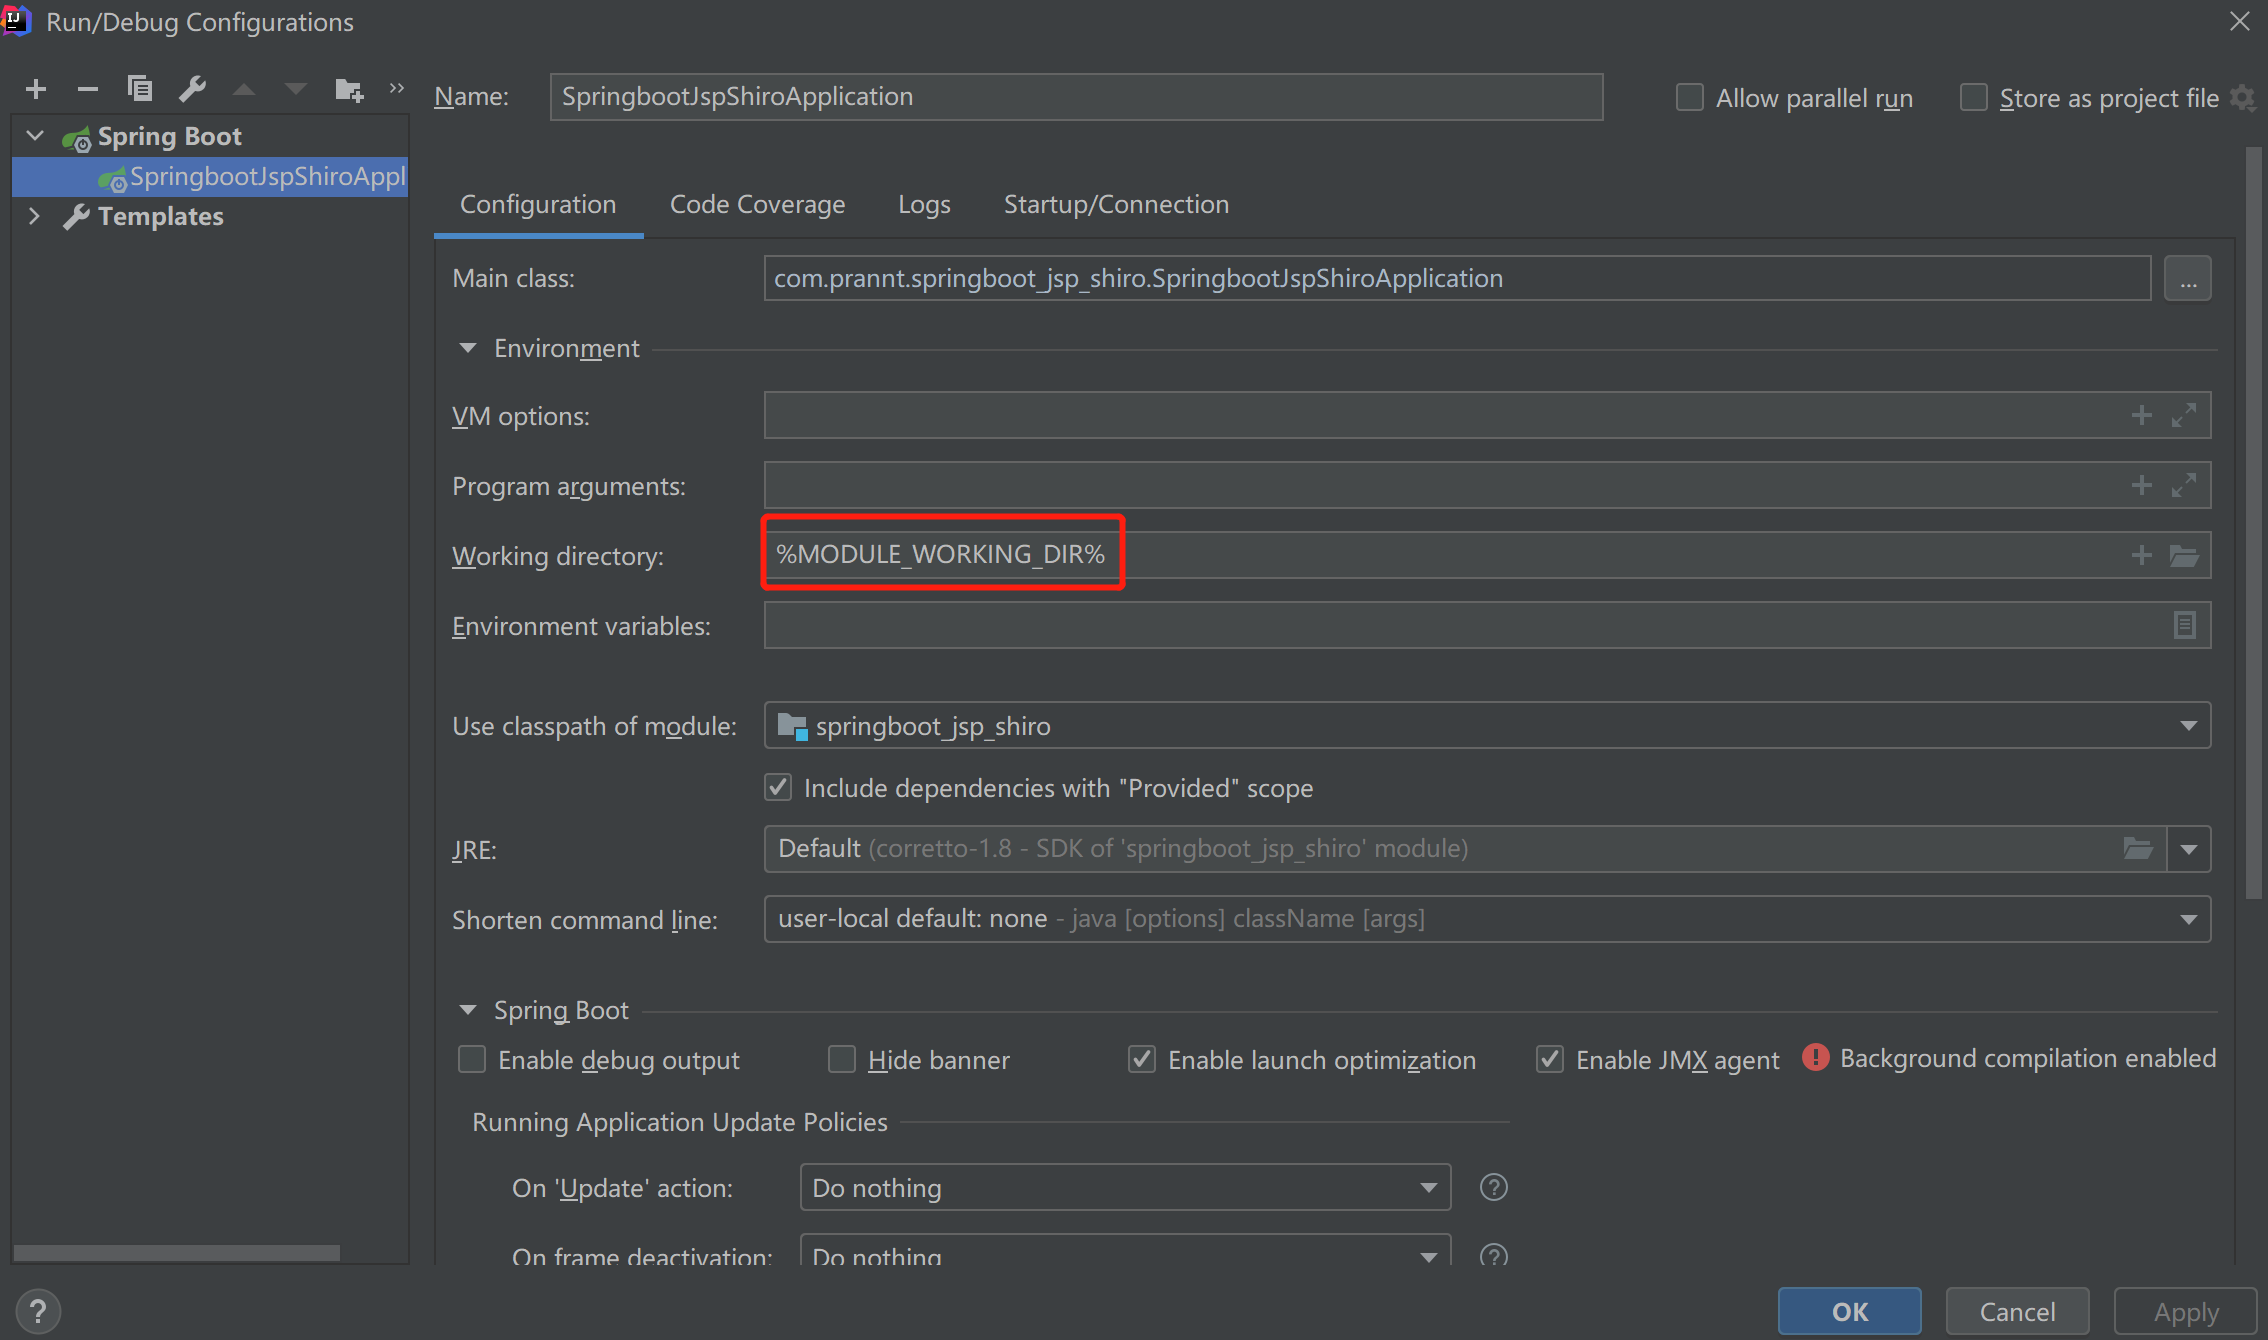 Run/Debug Configurations
Name:
SpringbootJspShiroApplication
Allow parallel run
Store as project file
Spring Boot
SpringbootJspShiroAppl
Templates
Configuration
Code Coverage
Logs
Startup/Connection
Main class:
com.prannt.springboot_jsp_shiro.SpringbootJspShiroApplication
...
Environment
VM options:
Program arguments:
Working directory:
%MODULE_WORKING_DIR%
Environment variables:
Use classpath of module:
springboot_jsp_shiro
Include dependencies with "Provided" scope
JRE:
Default (corretto-1.8 - SDK of 'springboot_jsp_shiro' module)
Shorten command line:
user-local default: none - java [options] className [args]
Spring Boot
Enable debug output
Hide banner
Enable launch optimization
Enable JMX agent
Background compilation enabled
Running Application Update Policies
On 'Update' action:
Do nothing
On frame deactivation:
Do nothing
OK
Cancel
Apply